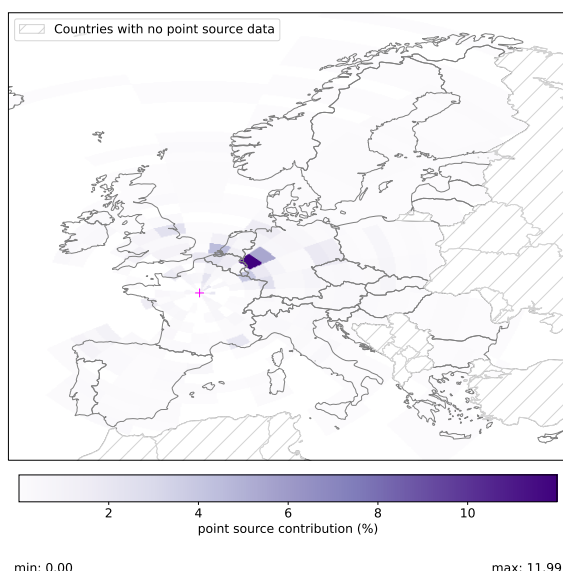 Countries with no point source data
2 4 6 8 10
point source contribution (%)
min: 0.00 max: 11.99